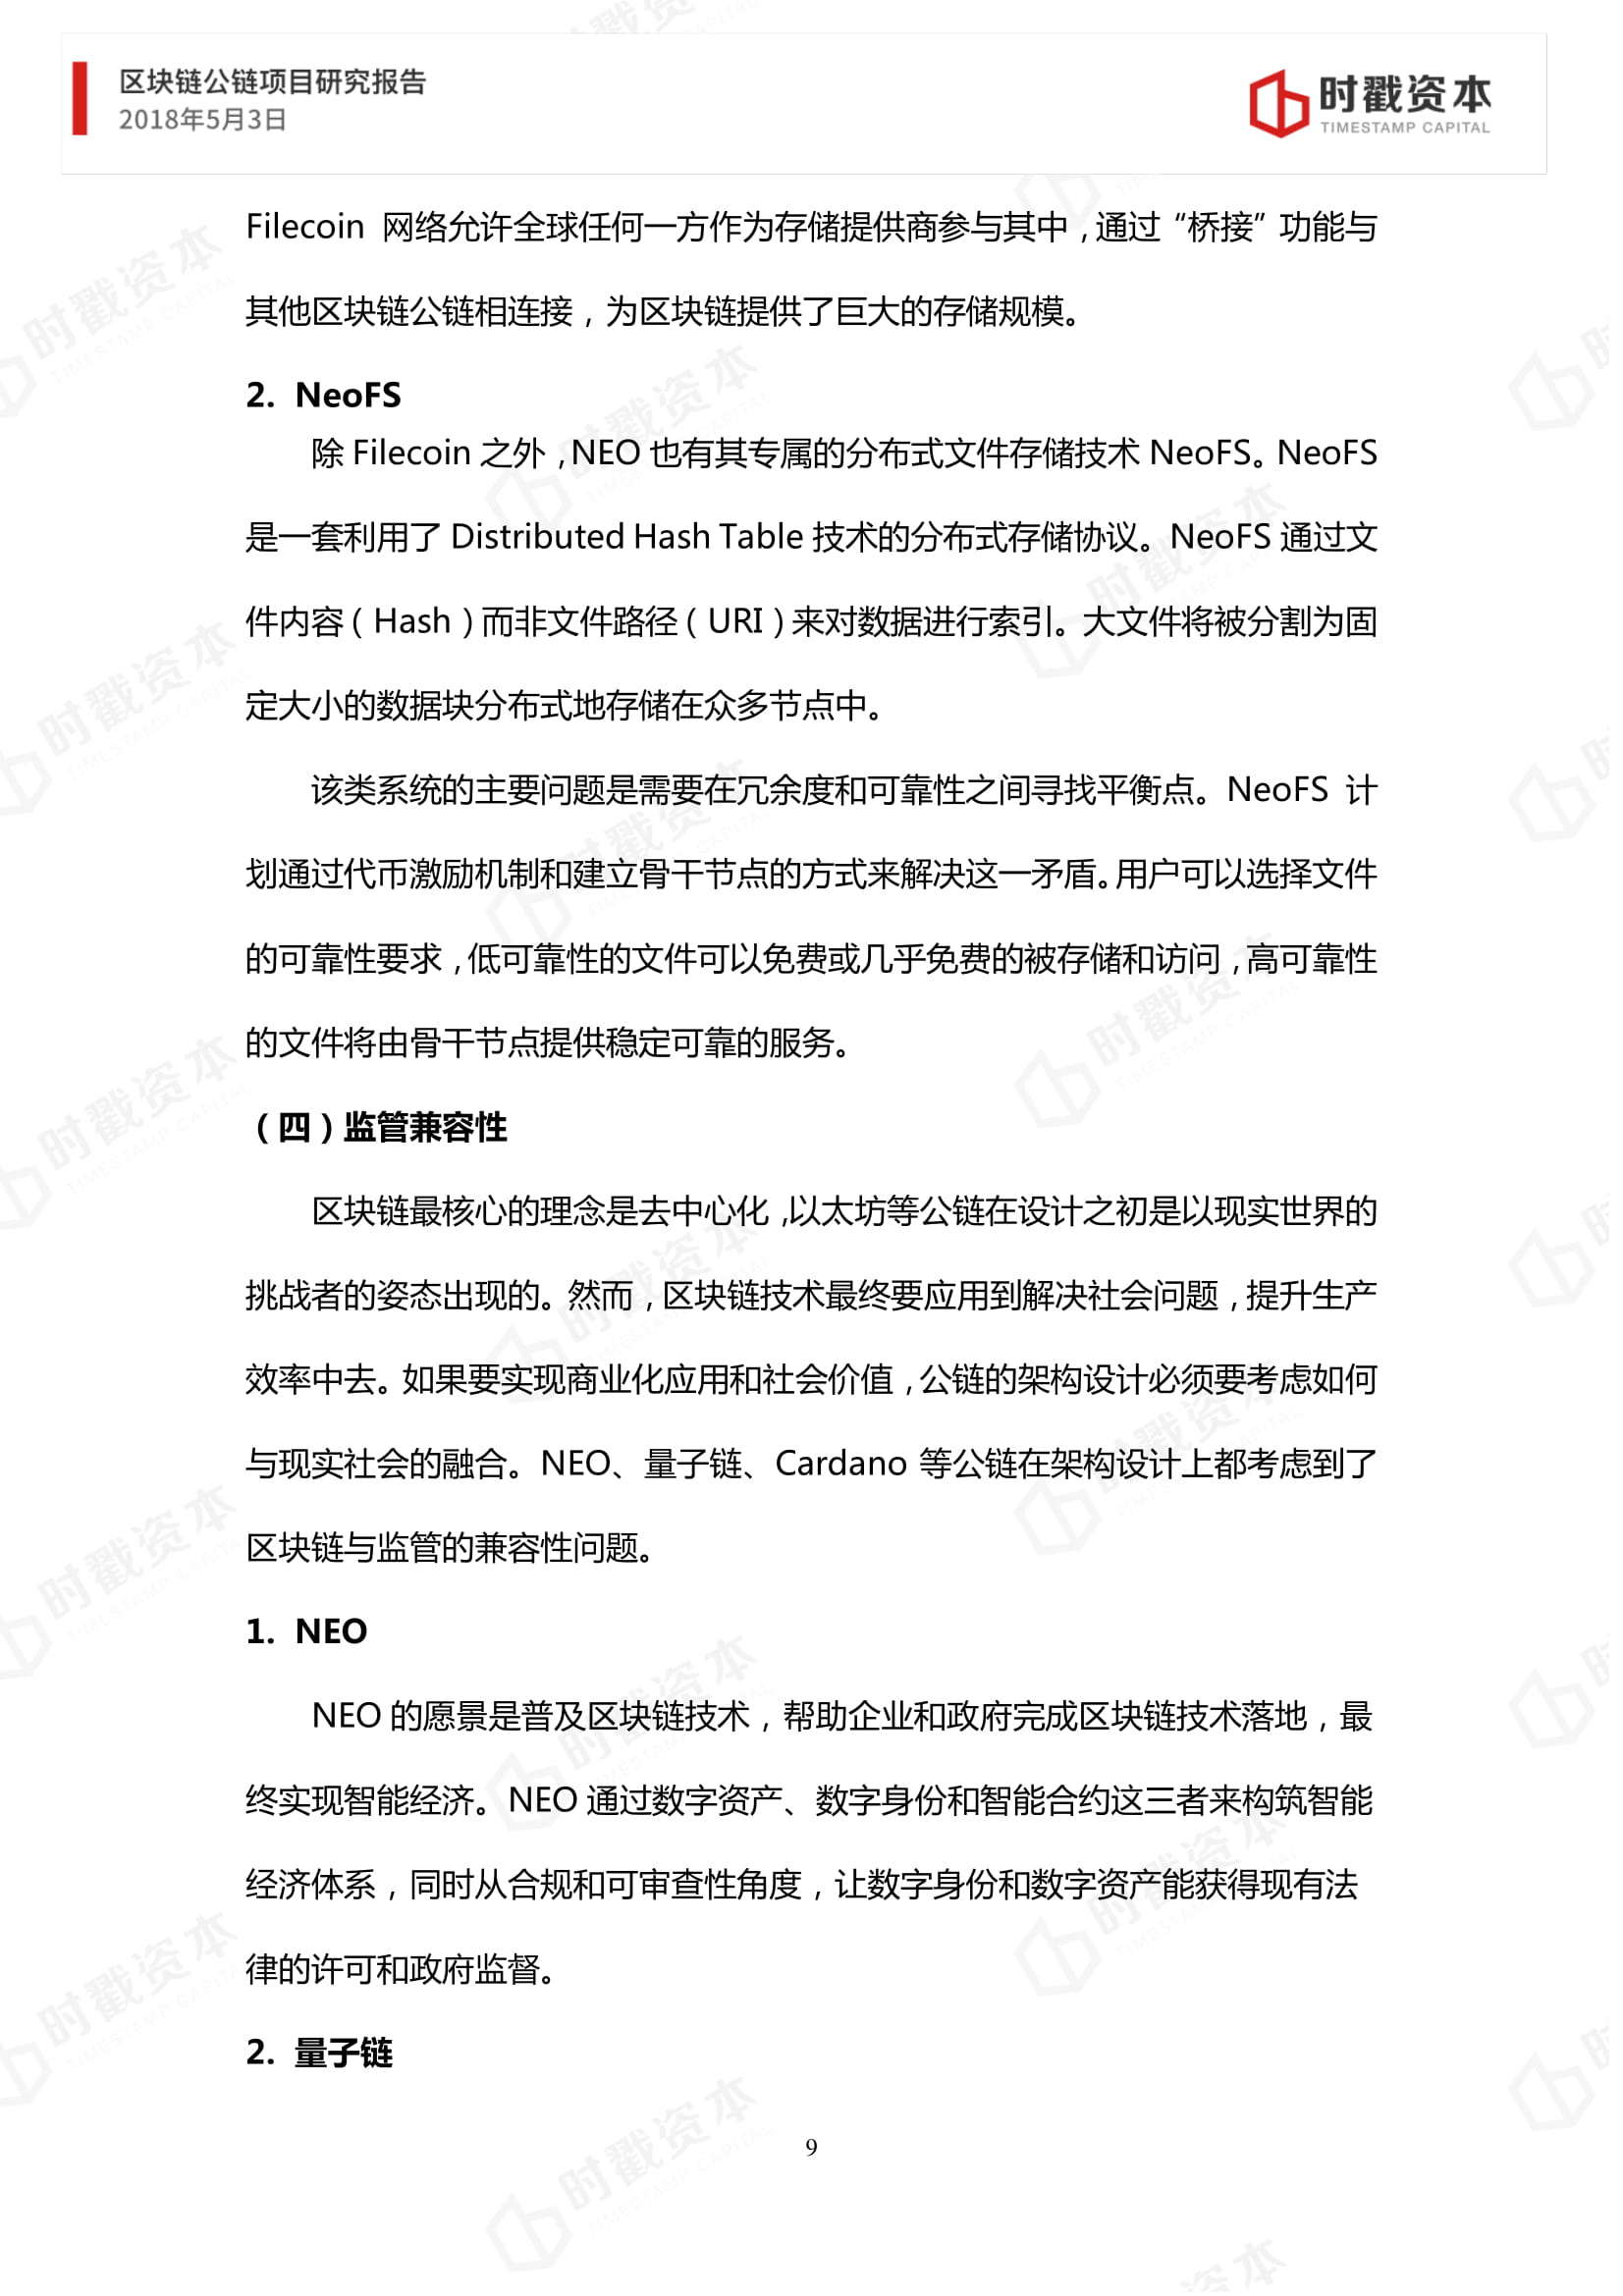 区块链公链项目研究报告
2018年5月3日
时戳资本
TIMESTAMP CAPITAL
Filecoin 网络允许全球任何一方作为存储提供商参与其中，通过“桥接”功能与
其他区块链公链相连接，为区块链提供了巨大的存储规模。
2. NeoFS
除 Filecoin 之外，NEO 也有其专属的分布式文件存储技术 NeoFS。NeoFS
是一套利用了 Distributed Hash Table 技术的分布式存储协议。NeoFS 通过文
件内容（Hash）而非文件路径（URI）来对数据进行索引。大文件将被分割为固
定大小的数据块分布式地存储在众多节点中。
该类系统的主要问题是需要在冗余度和可靠性之间寻找平衡点。NeoFS 计
划通过代币激励机制和建立骨干节点的方式来解决这一矛盾。用户可以选择文件
的可靠性要求，低可靠性的文件可以免费或几乎免费的被存储和访问，高可靠性
的文件将由骨干节点提供稳定可靠的服务。
（四）监管兼容性
区块链最核心的理念是去中心化，以太坊等公链在设计之初是以现实世界的
挑战者的姿态出现的。然而，区块链技术最终要应用到解决社会问题，提升生产
效率中去。如果要实现商业化应用和社会价值，公链的架构设计必须要考虑如何
与现实社会的融合。NEO、量子链、Cardano 等公链在架构设计上都考虑到了
区块链与监管的兼容性问题。
1. NEO
NEO 的愿景是普及区块链技术，帮助企业和政府完成区块链技术落地，最
终实现智能经济。NEO 通过数字资产、数字身份和智能合约这三者来构筑智能
经济体系，同时从合规和可审查性角度，让数字身份和数字资产能获得现有法
律的许可和政府监督。
2. 量子链
9